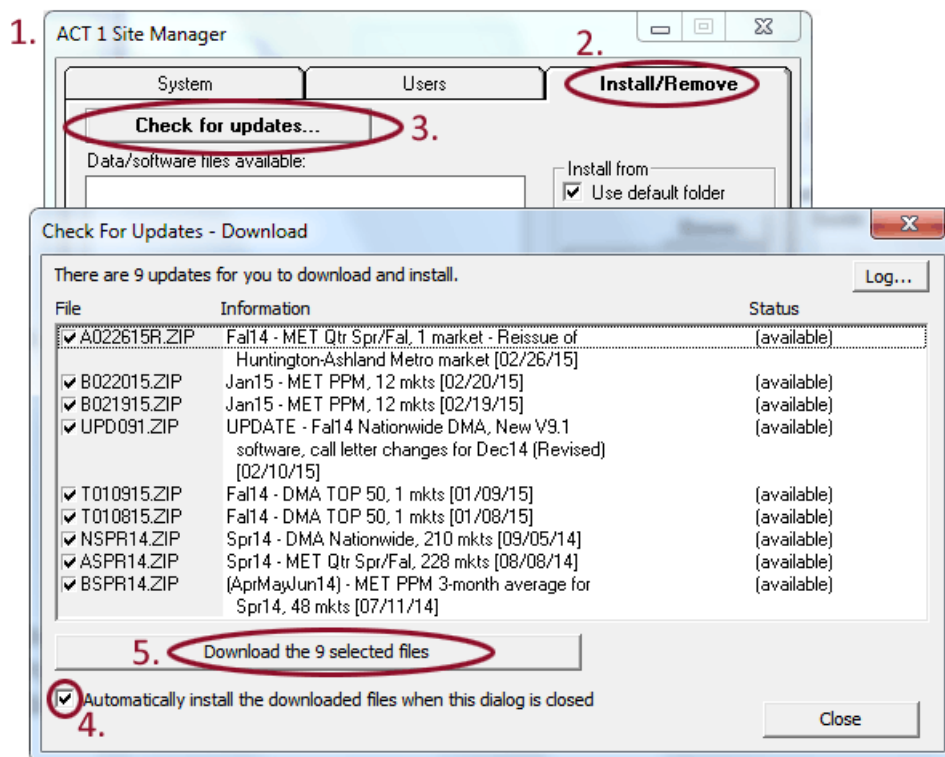 1.
ACT 1 Site Manager
2.
System
Users
Install/Remove
Check for updates...
3.
Data/software files available:
Install from
Use default folder
Check For Updates - Download
There are 9 updates for you to download and install.
Log...
File Information Status
A022615R.ZIP Fal14 - MET Qtr Spr/Fal, 1 market - Reissue of (available)
Huntington-Ashland Metro market [02/26/15]
B022015.ZIP Jan15 - MET PPM, 12 mkts [02/20/15] (available)
B021915.ZIP Jan15 - MET PPM, 12 mkts [02/19/15] (available)
UPD091.ZIP UPDATE - Fal14 Nationwide DMA, New V9.1 (available)
software, call letter changes for Dec14 (Revised)
[02/10/15]
T010915.ZIP Fal14 - DMA TOP 50, 1 mkts [01/09/15] (available)
T010815.ZIP Fal14 - DMA TOP 50, 1 mkts [01/08/15] (available)
NSPR14.ZIP Spr14 - DMA Nationwide, 210 mkts [09/05/14] (available)
ASPR14.ZIP Spr14 - MET Qtr Spr/Fal, 228 mkts [08/08/14] (available)
BSPR14.ZIP (AprMayJun14) - MET PPM 3-month average for (available)
Spr14, 48 mkts [07/11/14]
5.
Download the 9 selected files
Automatically install the downloaded files when this dialog is closed
4.
Close